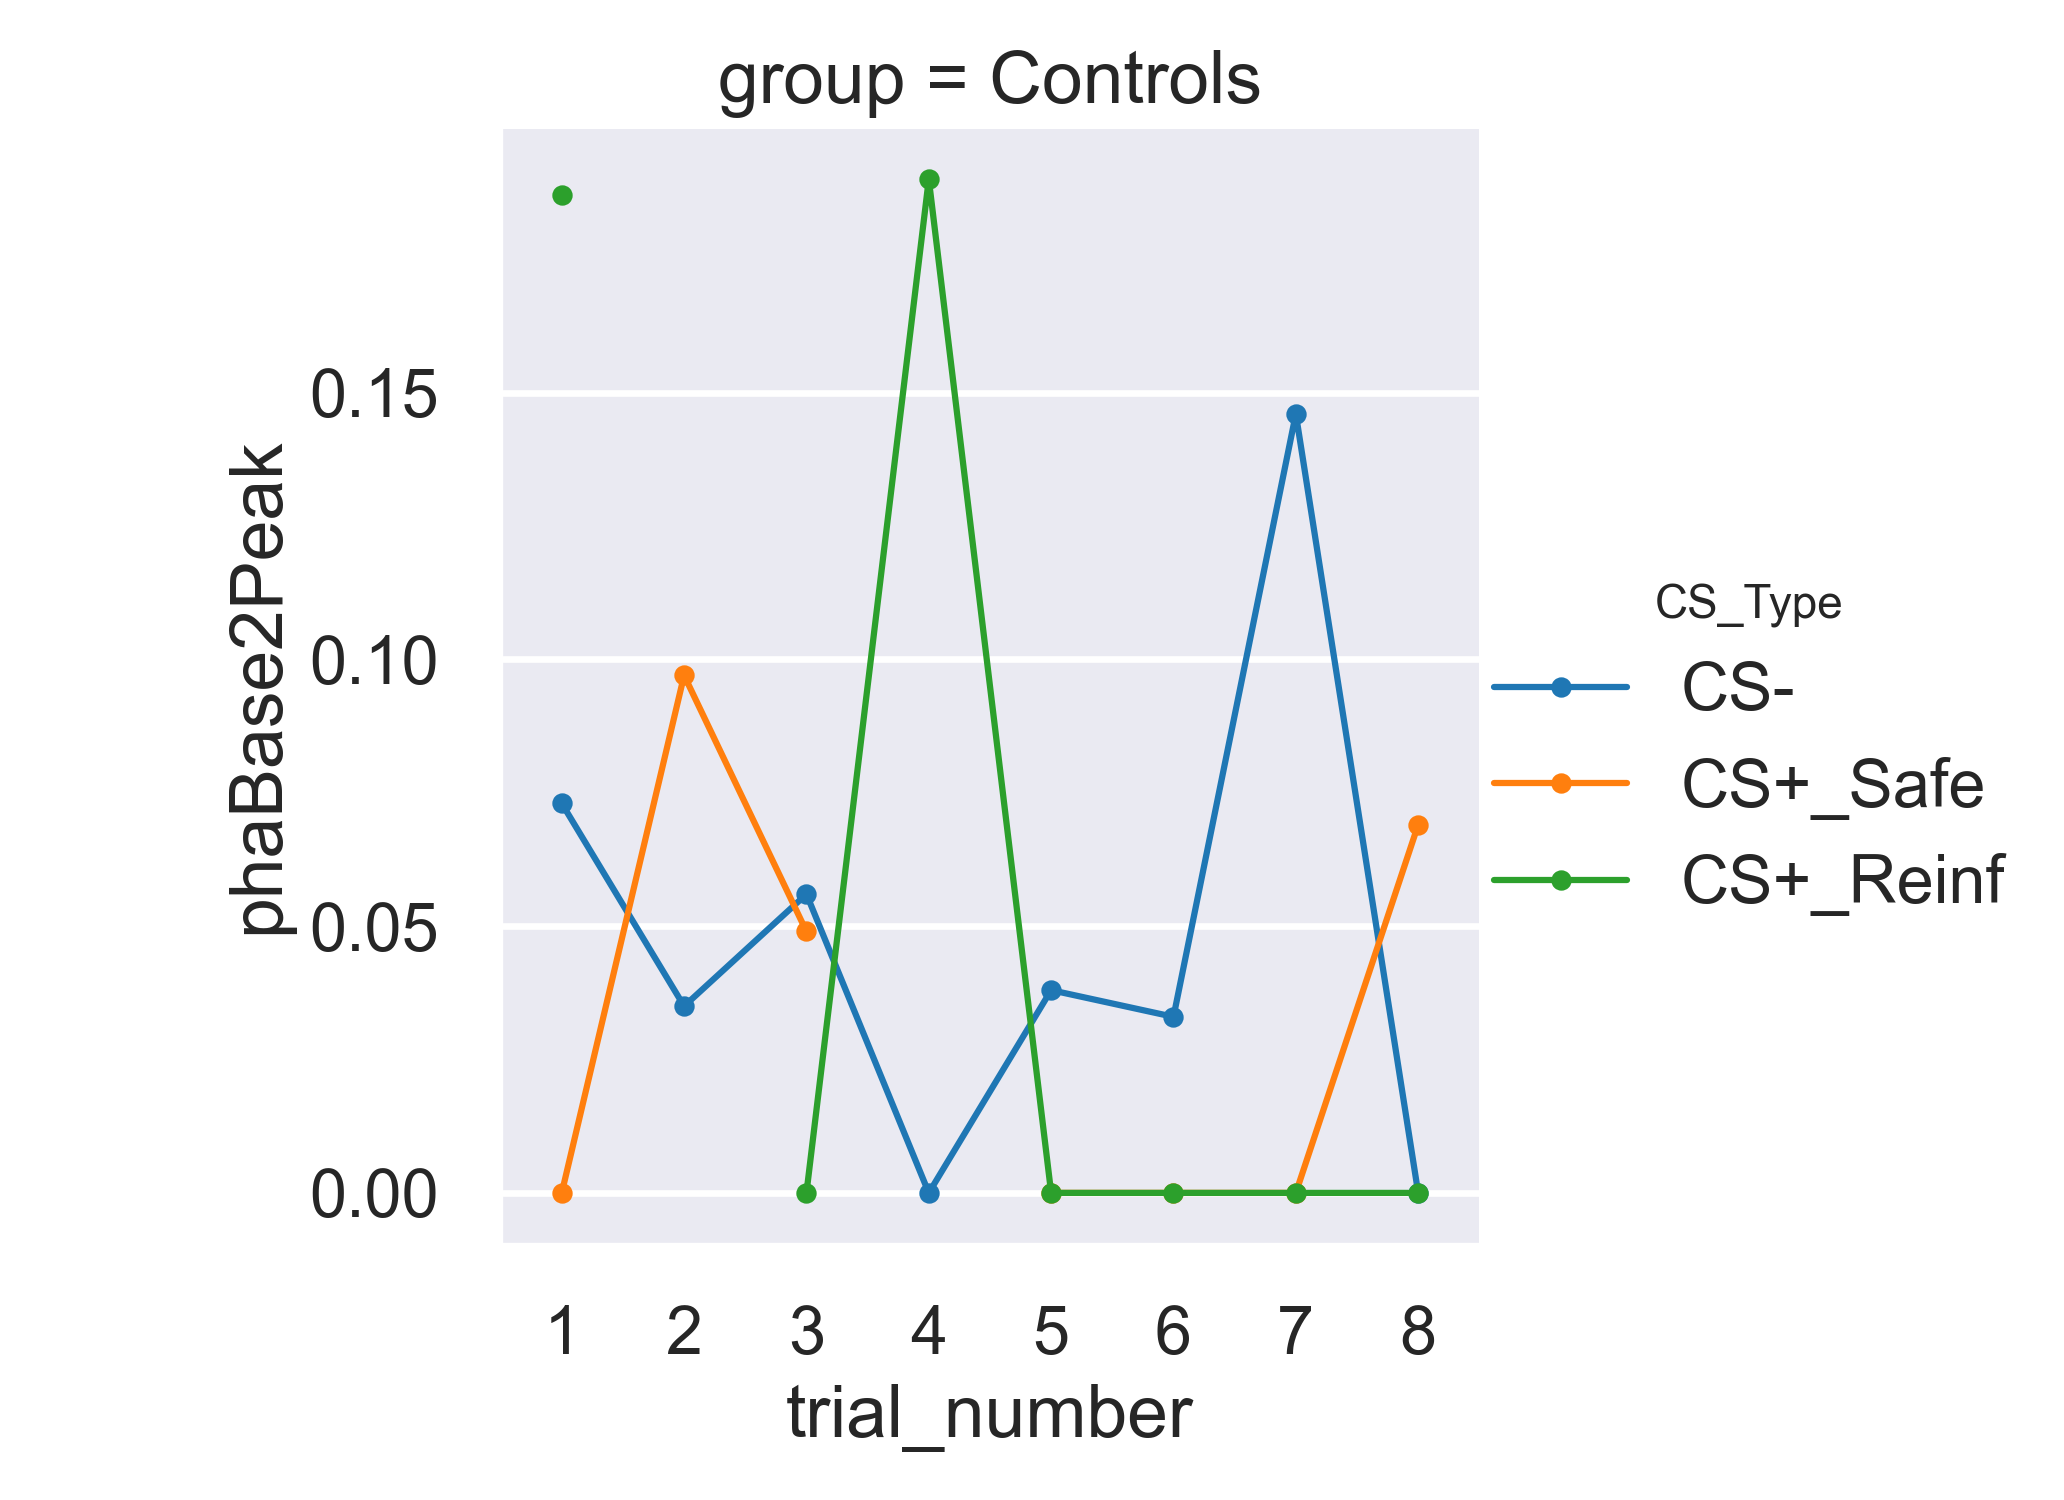 group = Controls
phaBase2Peak
0.15
0.10
0.05
0.00
1 2 3 4 5 6 7 8
trial_number
CS_Type
CS-
CS+_Safe
CS+_Reinf